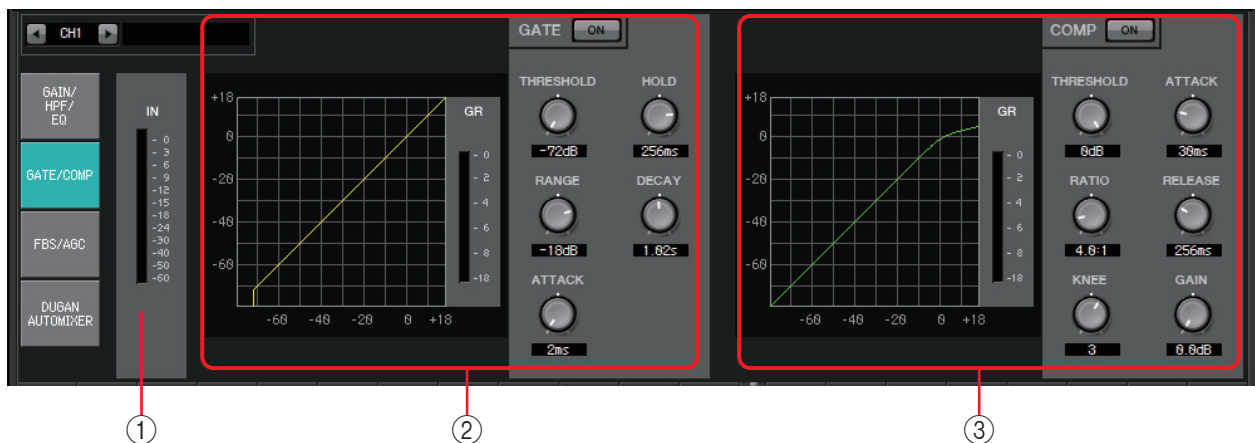 CH1
GAIN/
HPF/
EQ
GATE/COMP
FBS/AGC
DUGAN
AUTOMIXER
IN
- 0
- 3
- 6
- 9
-12
-15
-18
-24
-30
-40
-50
-60
GATE ON
+18
0
-20
-40
-60
-60 -40 -20 0 +18
GR
- 0
- 2
- 4
- 6
- 8
-18
THRESHOLD HOLD
-72dB 256ms
RANGE DECAY
-18dB 1.02s
ATTACK
2ms
COMP ON
+18
0
-20
-40
-60
-60 -40 -20 0 +18
GR
- 0
- 2
- 4
- 6
- 8
-18
THRESHOLD ATTACK
0dB 30ms
RATIO RELEASE
4.0:1 256ms
KNEE GAIN
3 0.0dB
① ② ③